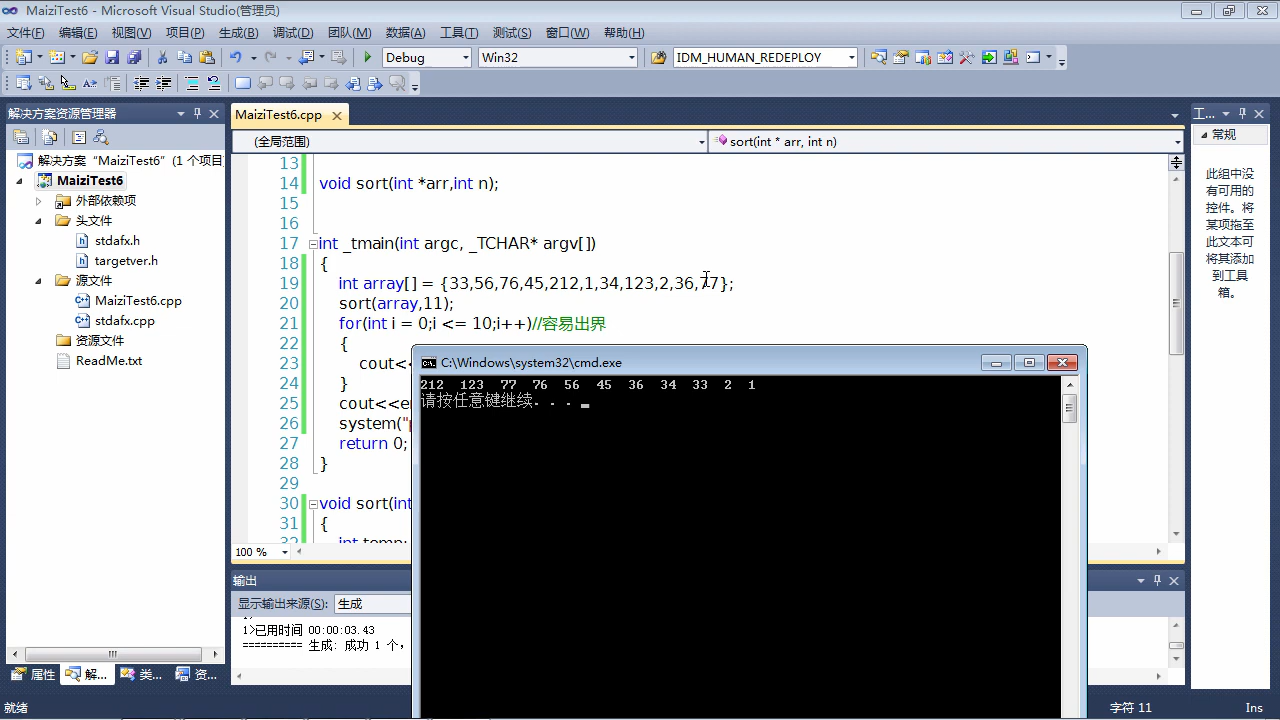 MaiziTest6 - Microsoft Visual Studio(管理员)
文件(F) 编辑(E) 视图(V) 项目(P) 生成(B) 调试(D) 团队(M) 数据(A) 工具(T) 测试(S) 窗口(W) 帮助(H)
Debug Win32 IDM_HUMAN_REDEPLOY
解决方案资源管理器
解决方案 “MaiziTest6” (1 个项目
MaiziTest6
外部依赖项
头文件
stdafx.h
targetver.h
源文件
MaiziTest6.cpp
stdafx.cpp
资源文件
ReadMe.txt
属性 解... 类... 资...
MaiziTest6.cpp
(全局范围) sort(int * arr, int n)
13
14 void sort(int *arr,int n);
15
16
17 int _tmain(int argc, _TCHAR* argv[])
18 {
19 int array[] = {33,56,76,45,212,1,34,123,2,36,77};
20 sort(array,11);
21 for(int i = 0;i <= 10;i++)//容易出界
22 {
23 cout<<
24 }
25 cout<<en
26 system("p
27 return 0;
28 }
29
30 void sort(int
31 {
32 int temp;
100 %
C:\Windows\system32\cmd.exe
212 123 77 76 56 45 36 34 33 2 1
请按任意键继续. . .
输出
显示输出来源(S): 生成
1>
1>已用时间 00:00:03.43
========== 生成: 成功 1 个，
工...
常规
此组中没
有可用的
控件。将
某项拖至
此文本可
将其添加
到工具
箱。
就绪 字符 11 Ins